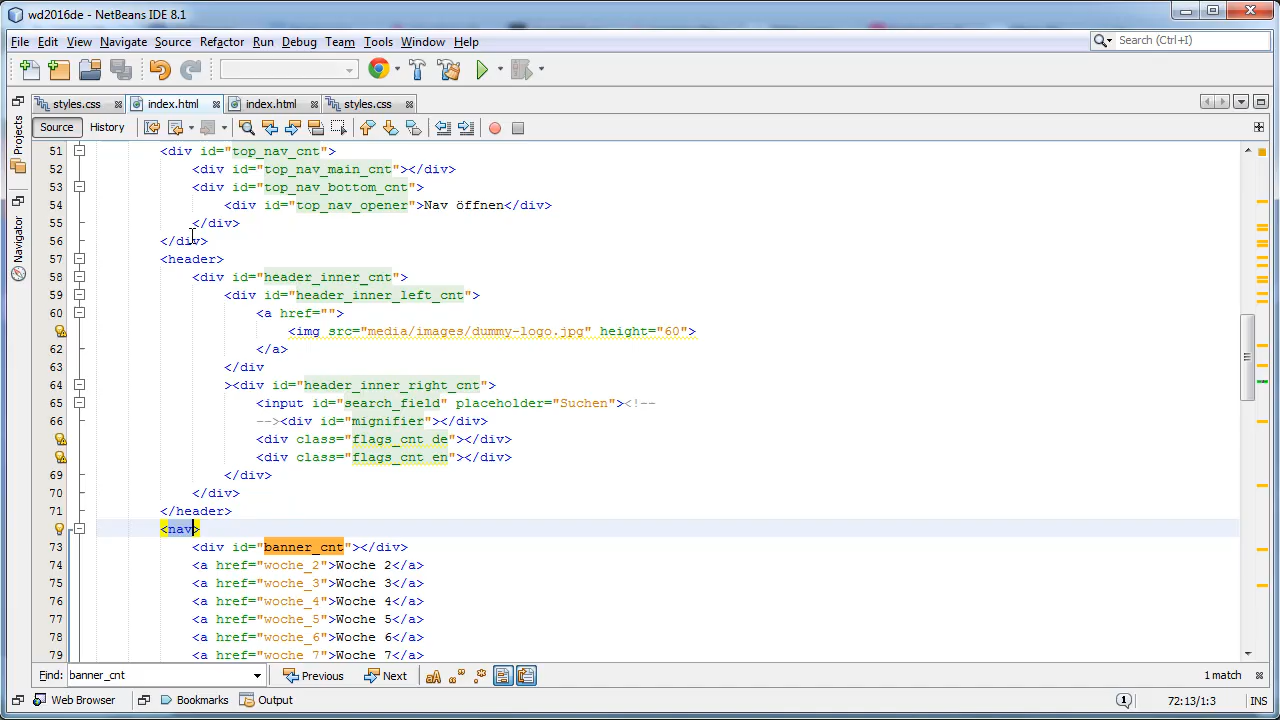 wd2016de - NetBeans IDE 8.1
File Edit View Navigate Source Refactor Run Debug Team Tools Window Help
Search (Ctrl+I)
styles.css index.html index.html styles.css
Source History
Projects
Navigator
51 <div id="top_nav_cnt">
52 <div id="top_nav_main_cnt"></div>
53 <div id="top_nav_bottom_cnt">
54 <div id="top_nav_opener">Nav öffnen</div>
55 </div>
56 </div>
57 <header>
58 <div id="header_inner_cnt">
59 <div id="header_inner_left_cnt">
60 <a href="">
<img src="media/images/dummy-logo.jpg" height="60">
62 </a>
63 </div
64 ><div id="header_inner_right_cnt">
65 <input id="search_field" placeholder="Suchen"><!--
66 --><div id="mignifier"></div>
<div class="flags_cnt de"></div>
<div class="flags_cnt en"></div>
69 </div>
70 </div>
71 </header>
<nav>
73 <div id="banner_cnt"></div>
74 <a href="woche_2">Woche 2</a>
75 <a href="woche_3">Woche 3</a>
76 <a href="woche_4">Woche 4</a>
77 <a href="woche_5">Woche 5</a>
78 <a href="woche_6">Woche 6</a>
79 <a href="woche_7">Woche 7</a>
Find: banner_cnt Previous Next 1 match
Web Browser Bookmarks Output 1 72:13/1:3 INS